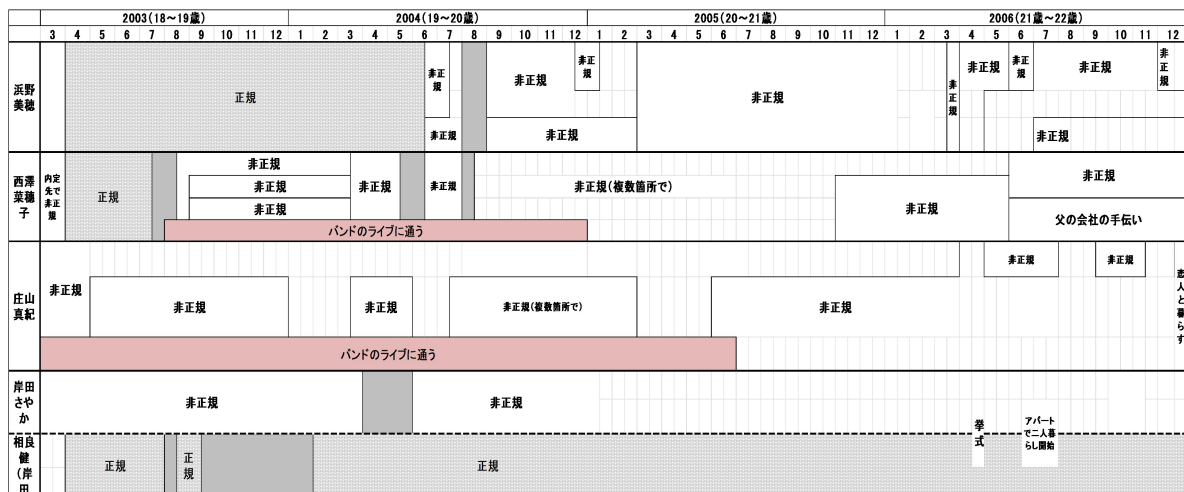 2003(18～19歳) 2004(19～20歳) 2005(20～21歳) 2006(21歳～22歳)
3 4 5 6 7 8 9 10 11 12 1 2 3 4 5 6 7 8 9 10 11 12 1 2 3 4 5 6 7 8 9 10 11 12 1 2 3 4 5 6 7 8 9 10 11 12
浜野
美穂
正規
非正
規
非正規
非正規
非正
規
非正規
非正規
非
正
規
非正規
非正
規
非正規
非正規
非
正
規
西澤
菜穂
子
内定
先で
非正
規
正規
非正規
非正規
非正規
非正規
非正規
非正規(複数箇所で)
非正規
非正規
父の会社の手伝い
バンドのライブに通う
庄山
真紀
非正規
非正規
非正規
非正規(複数箇所で)
非正規
非正規
非正規
恋
人
と
暮
ら
す
バンドのライブに通う
岸田
さや
か
非正規
非正規
挙
式
アパート
で二人暮
らし開始
相良
健
(岸
田
正規
正
規
正規